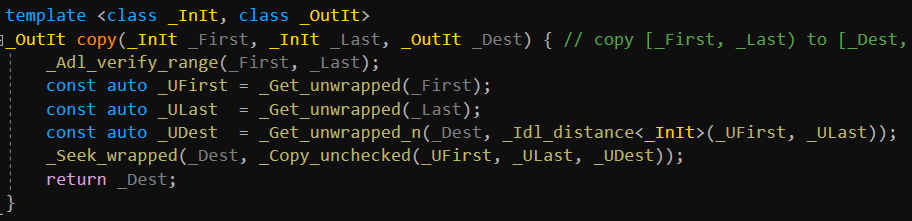 template <class _InIt, class _OutIt>
_OutIt copy(_InIt _First, _InIt _Last, _OutIt _Dest) { // copy [_First, _Last) to [_Dest,
    _Adl_verify_range(_First, _Last);
    const auto _UFirst = _Get_unwrapped(_First);
    const auto _ULast  = _Get_unwrapped(_Last);
    const auto _UDest  = _Get_unwrapped_n(_Dest, _Idl_distance<_InIt>(_UFirst, _ULast));
    _Seek_wrapped(_Dest, _Copy_unchecked(_UFirst, _ULast, _UDest));
    return _Dest;
}